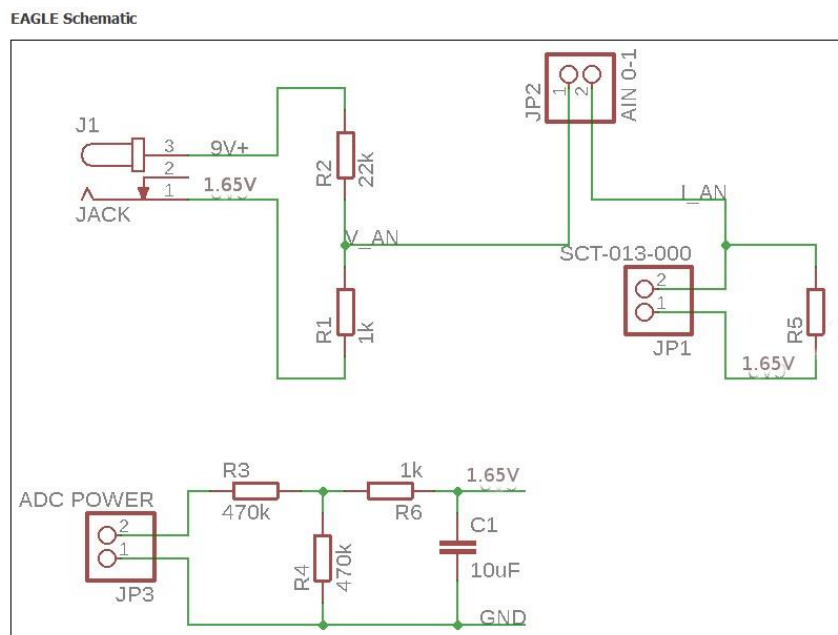 EAGLE Schematic
J1
3
2
1
JACK
9V+
1.65V
R2
22k
V_AN
R1
1k
JP2
1
2
AIN 0-1
I_AN
SCT-013-000
2
1
JP1
R5
1.65V
ADC POWER
2
1
JP3
R3
470k
R4
470k
1k
R6
1.65V
C1
10uF
GND